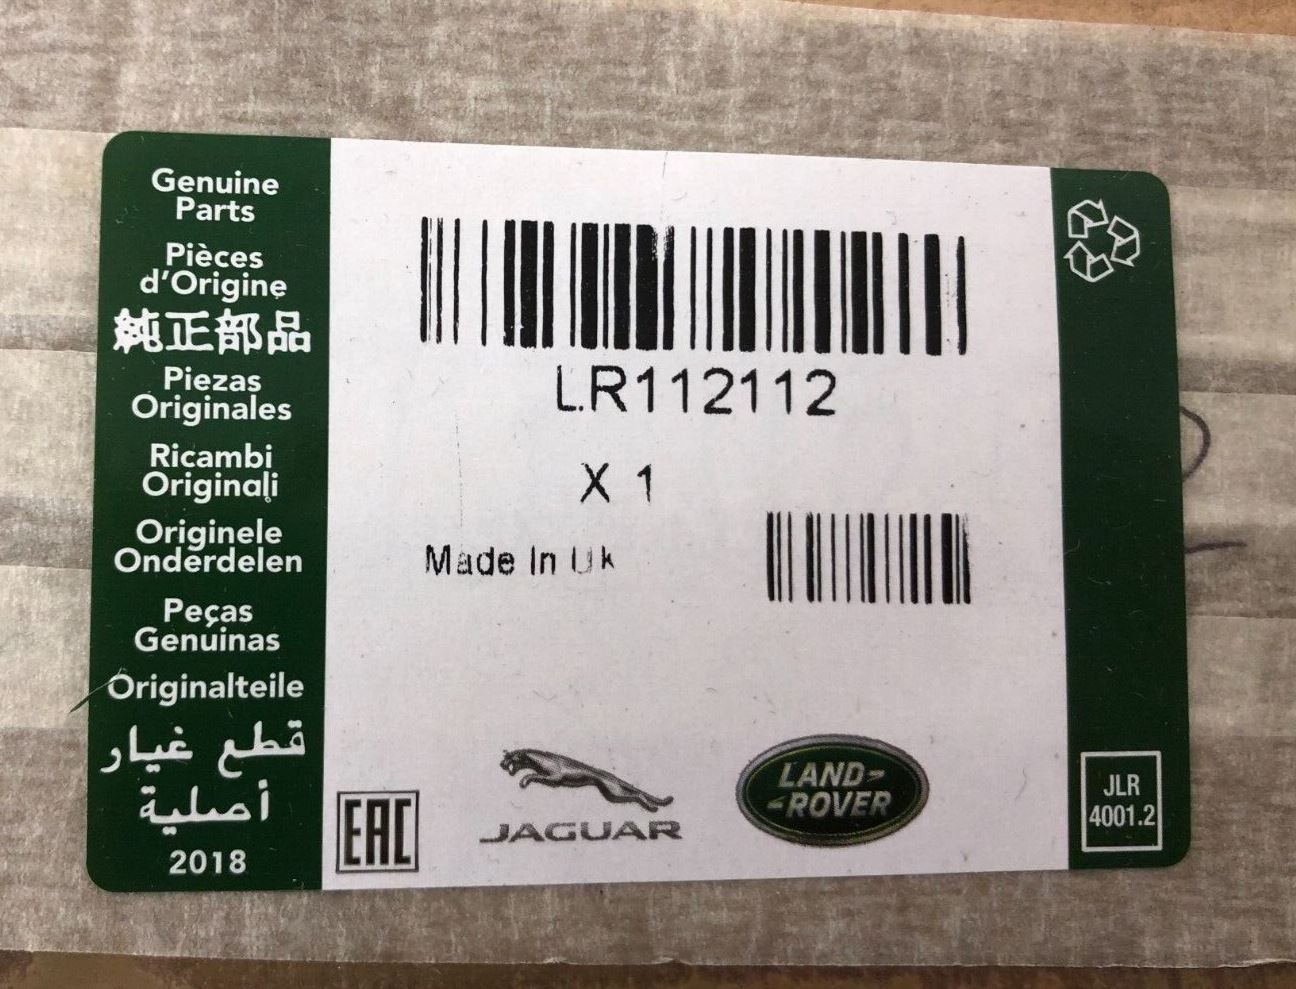 Genuine
Parts
Pièces
d'Origine
純正部品
Piezas
Originales
Ricambi
Originali
Originele
Onderdelen
Peças
Genuinas
Originalteile
قطع غيار
أصلية
2018
LR112112
X 1
Made In Uk
EAC
JAGUAR
LAND-
-ROVER
JLR
4001.2